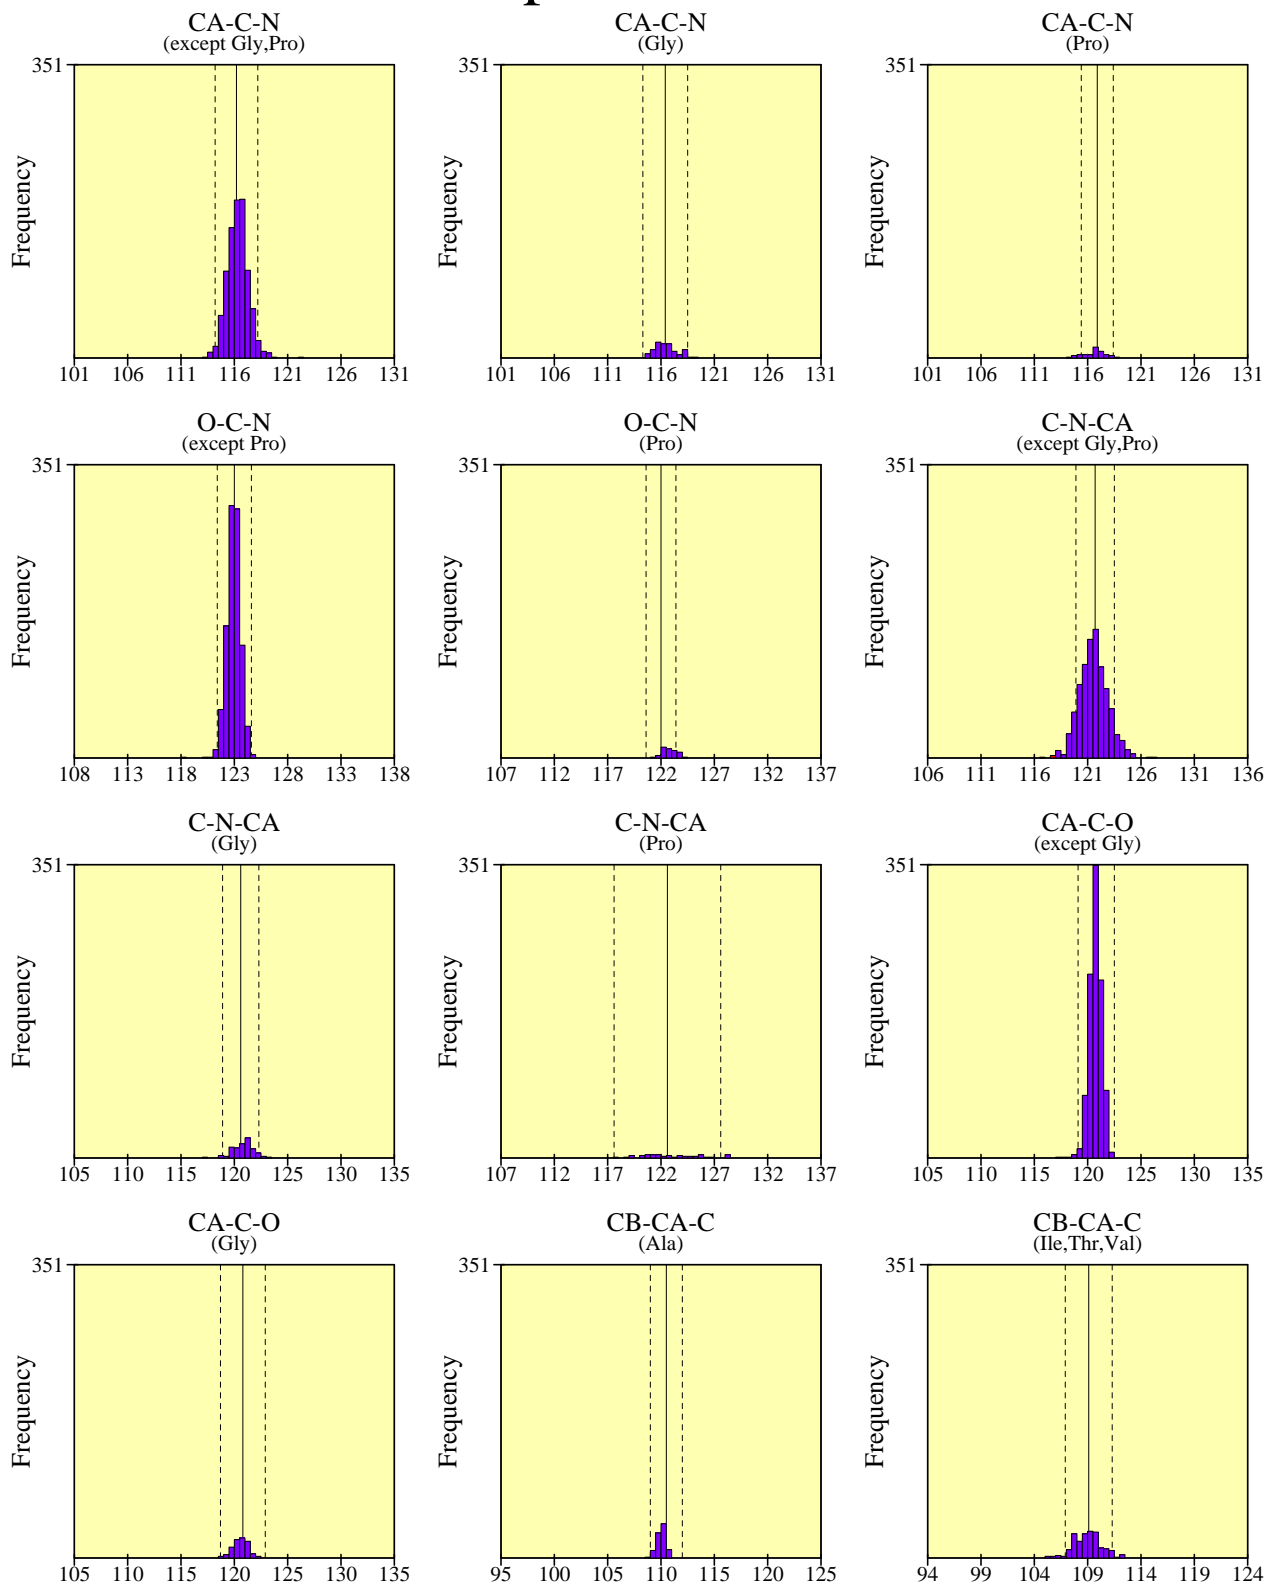 CA-C-N
(except Gly,Pro)
351
Frequency
101 106 111 116 121 126 131
CA-C-N
(Gly)
351
Frequency
101 106 111 116 121 126 131
CA-C-N
(Pro)
351
Frequency
101 106 111 116 121 126 131
O-C-N
(except Pro)
351
Frequency
108 113 118 123 128 133 138
O-C-N
(Pro)
351
Frequency
107 112 117 122 127 132 137
C-N-CA
(except Gly,Pro)
351
Frequency
106 111 116 121 126 131 136
C-N-CA
(Gly)
351
Frequency
105 110 115 120 125 130 135
C-N-CA
(Pro)
351
Frequency
107 112 117 122 127 132 137
CA-C-O
(except Gly)
351
Frequency
105 110 115 120 125 130 135
CA-C-O
(Gly)
351
Frequency
105 110 115 120 125 130 135
CB-CA-C
(Ala)
351
Frequency
95 100 105 110 115 120 125
CB-CA-C
(Ile,Thr,Val)
351
Frequency
94 99 104 109 114 119 124